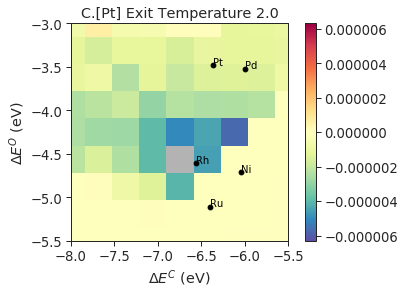 C.[Pt] Exit Temperature 2.0
−3.0
−3.5
−4.0
−4.5
−5.0
−5.5
ΔE^O (eV)
Pt
Pd
Rh
Ni
Ru
−8.0 −7.5 −7.0 −6.5 −6.0 −5.5
ΔE^C (eV)
0.000006
0.000004
0.000002
0.000000
−0.000002
−0.000004
−0.000006